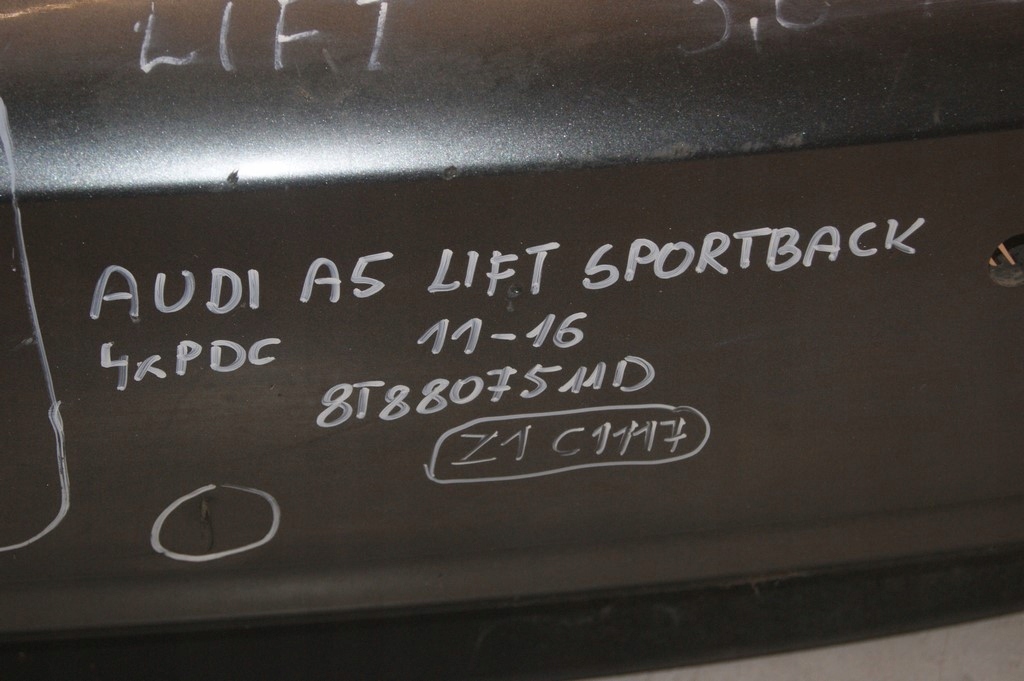 LIFT
AUDI A5 LIFT SPORTBACK
4xPDC 11-16
8T8807511D
Z1 C1117